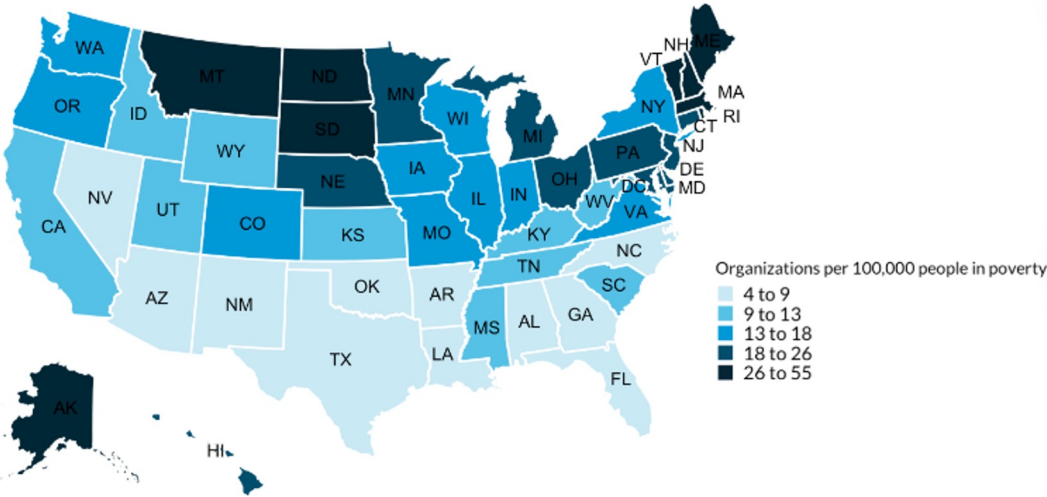 ME
NH
WA
VT
MT
ND
MA
MN
OR
NY
ID
WI
RI
CT
SD
MI
NJ
WY
PA
IA
DE
OH
NE
DC
MD
IN
IL
NV
WV
UT
VA
CO
CA
MO
KS
KY
NC
TN
Organizations per 100,000 people in poverty
OK
SC
AZ
AR
4 to 9
NM
GA
9 to 13
AL
MS
13 to 18
LA
18 to 26
TX
26 to 55
FL
AK
HI